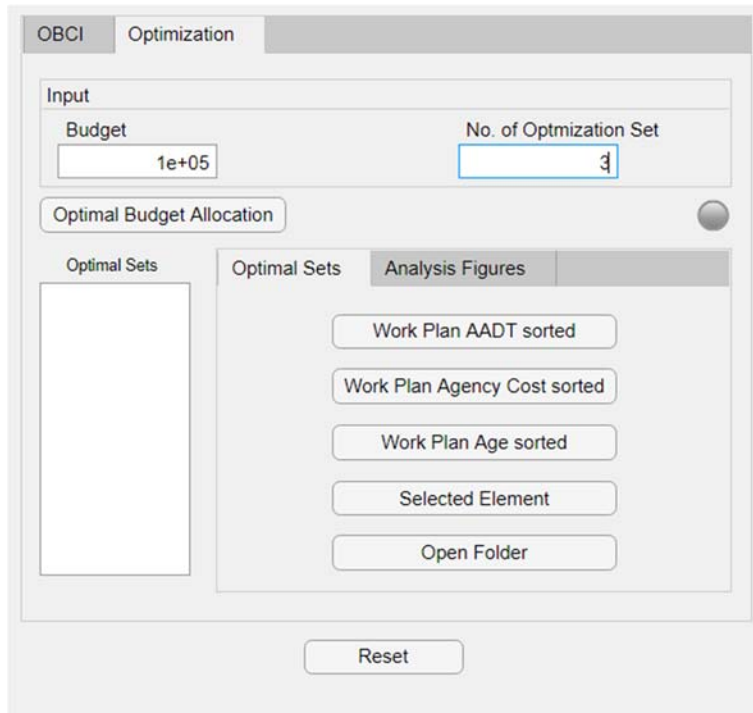 OBCI Optimization
Input
Budget No. of Optmization Set
1e+05 3
Optimal Budget Allocation
Optimal Sets Optimal Sets Analysis Figures
Work Plan AADT sorted
Work Plan Agency Cost sorted
Work Plan Age sorted
Selected Element
Open Folder
Reset